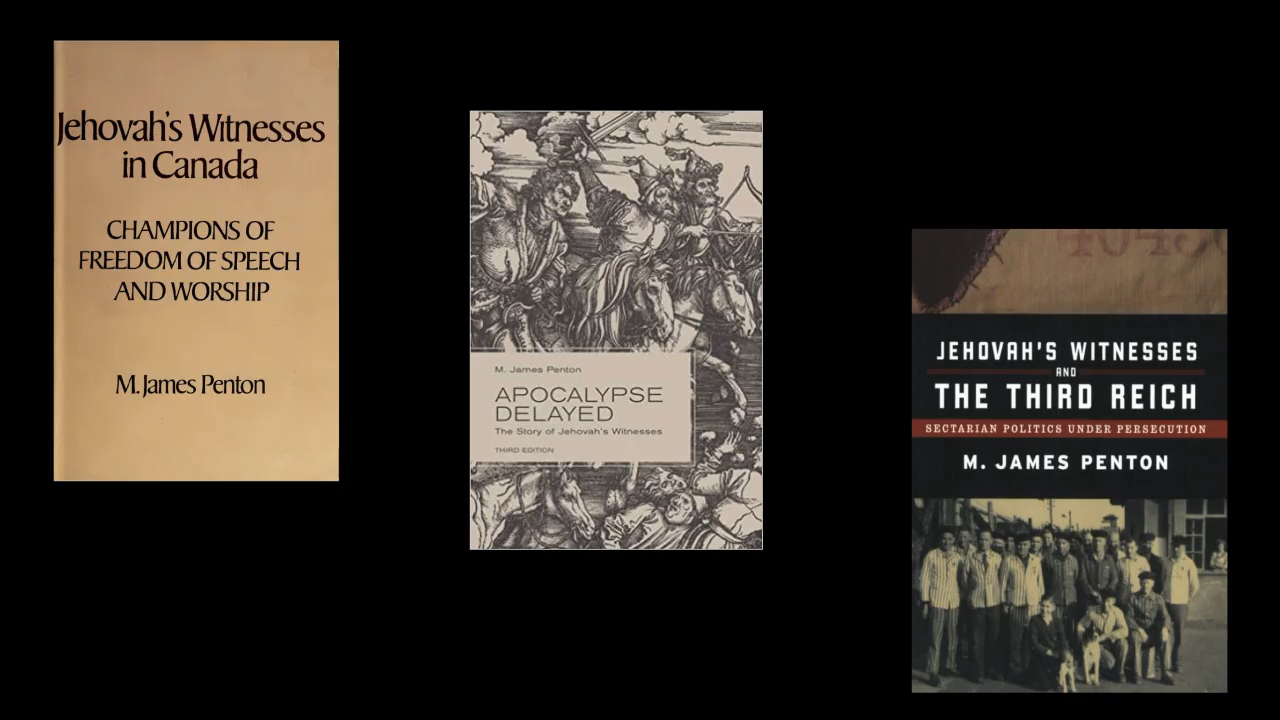 Jehovah's Witnesses
in Canada
CHAMPIONS OF
FREEDOM OF SPEECH
AND WORSHIP
M. James Penton
M. James Penton
APOCALYPSE
DELAYED
The Story of Jehovah's Witnesses
THIRD EDITION
JEHOVAH'S WITNESSES
AND
THE THIRD REICH
SECTARIAN POLITICS UNDER PERSECUTION
M. JAMES PENTON